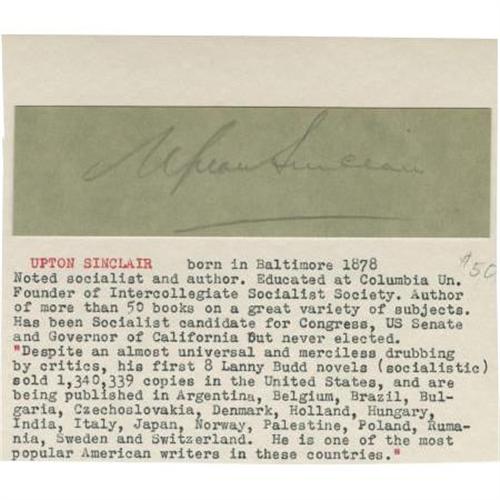 Upton Sinclair
UPTON SINCLAIR born in Baltimore 1878
$50
Noted socialist and author. Educated at Columbia Un.
Founder of Intercollegiate Socialist Society. Author
of more than 50 books on a great variety of subjects.
Has been Socialist candidate for Congress, US Senate
and Governor of California but never elected.
"Despite an almost universal and merciless drubbing
by critics, his first 8 Lanny Budd novels (socialistic)
sold 1,340,339 copies in the United States, and are
being published in Argentina, Belgium, Brazil, Bul-
garia, Czechoslovakia, Denmark, Holland, Hungary,
India, Italy, Japan, Norway, Palestine, Poland, Ruma-
nia, Sweden and Switzerland. He is one of the most
popular American writers in these countries."